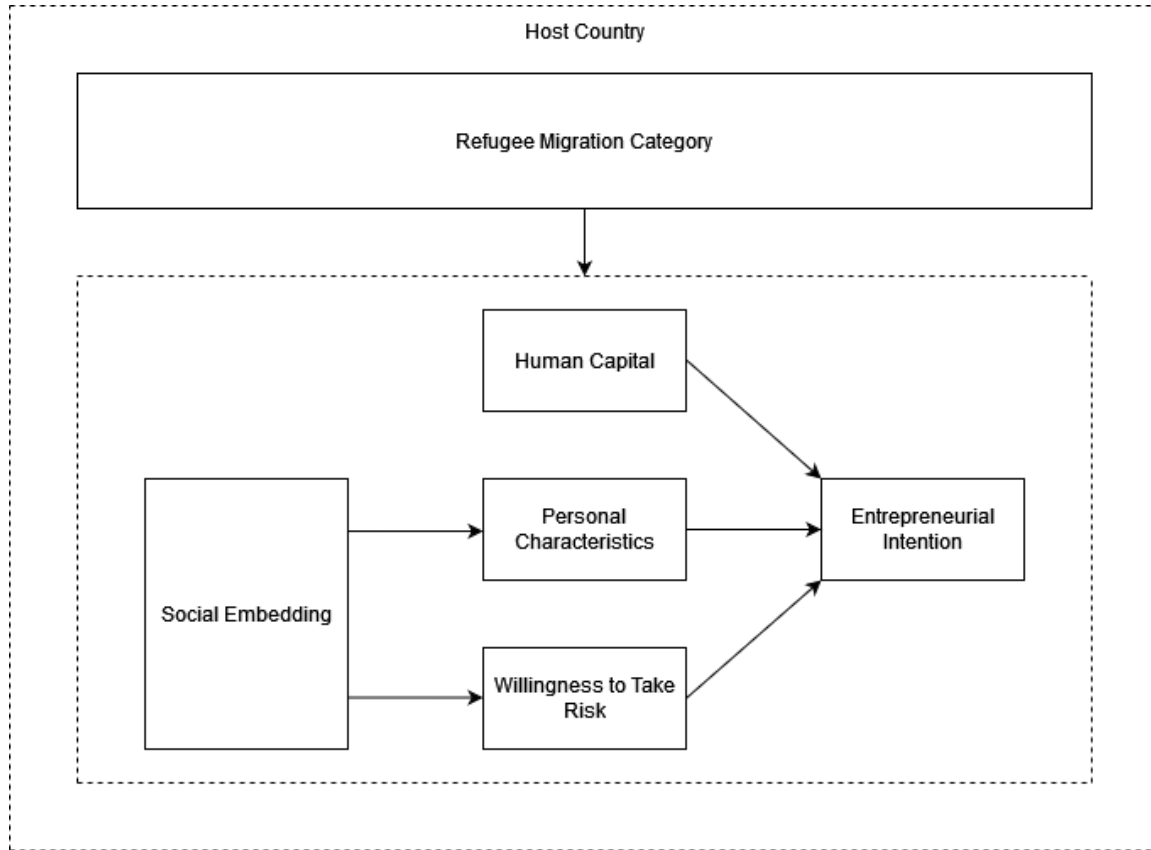 Host Country
Refugee Migration Category
Human Capital
Personal
Characteristics
Entrepreneurial
Intention
Social Embedding
Willingness to Take
Risk